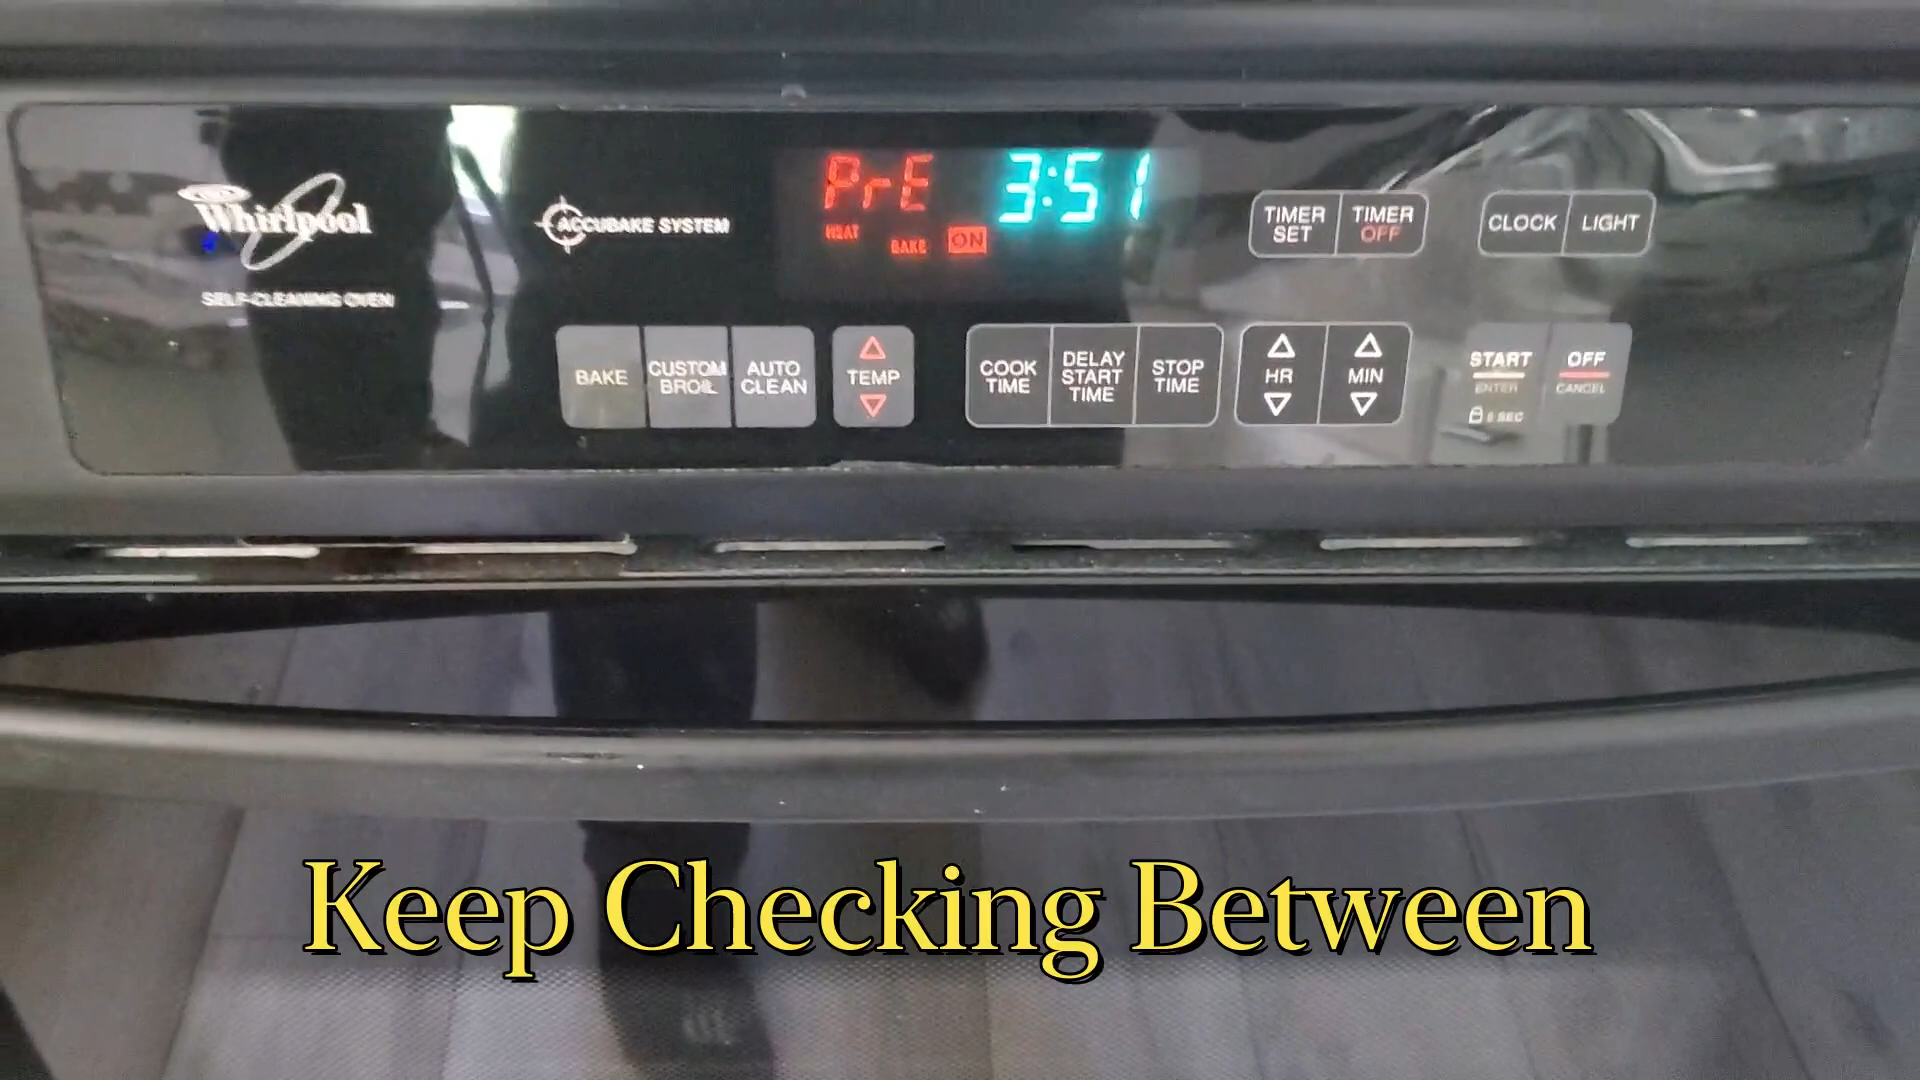 PrE 3:51
HEAT BAKE ON
Whirlpool
SELF-CLEANING OVEN
ACCUBAKE SYSTEM
TIMER SET
TIMER OFF
CLOCK
LIGHT
BAKE
CUSTOM BROIL
AUTO CLEAN
TEMP
COOK TIME
DELAY START TIME
STOP TIME
HR
MIN
START
ENTER
6 SEC
OFF
CANCEL
Keep Checking Between